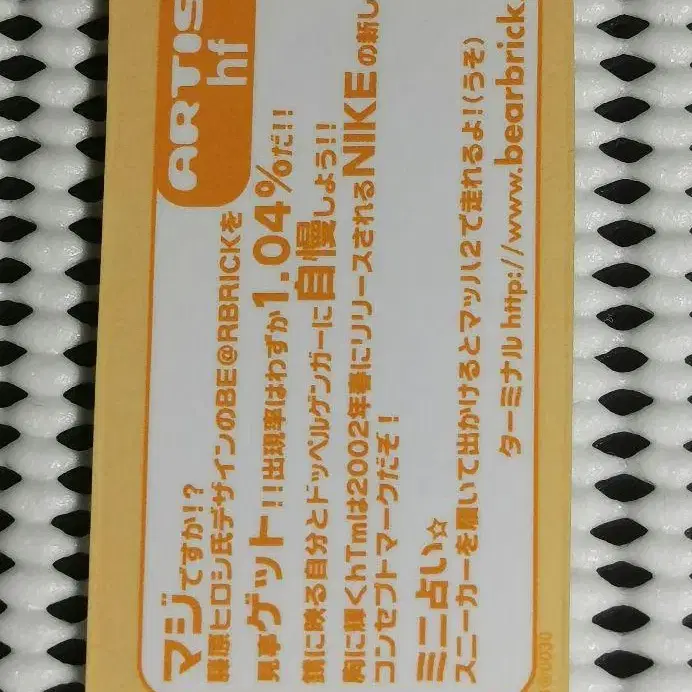 ARTIS
hf
マジですか!?
藤原ヒロシ氏デザインのBE@RBRICKを
見事ゲット!!出現率はわずか1.04%だ!!
鏡に映る自分とドッペルゲンガーに自慢しよう!!
胸に輝くhTmは2002年春にリリースされるNIKEの新し
コンセプトマークだぞ!
ミニ占い☆
スニーカーを履いて出かけるとマッハ2で走れるよ!(うそ)
ターミナル http://www.bearbrick.